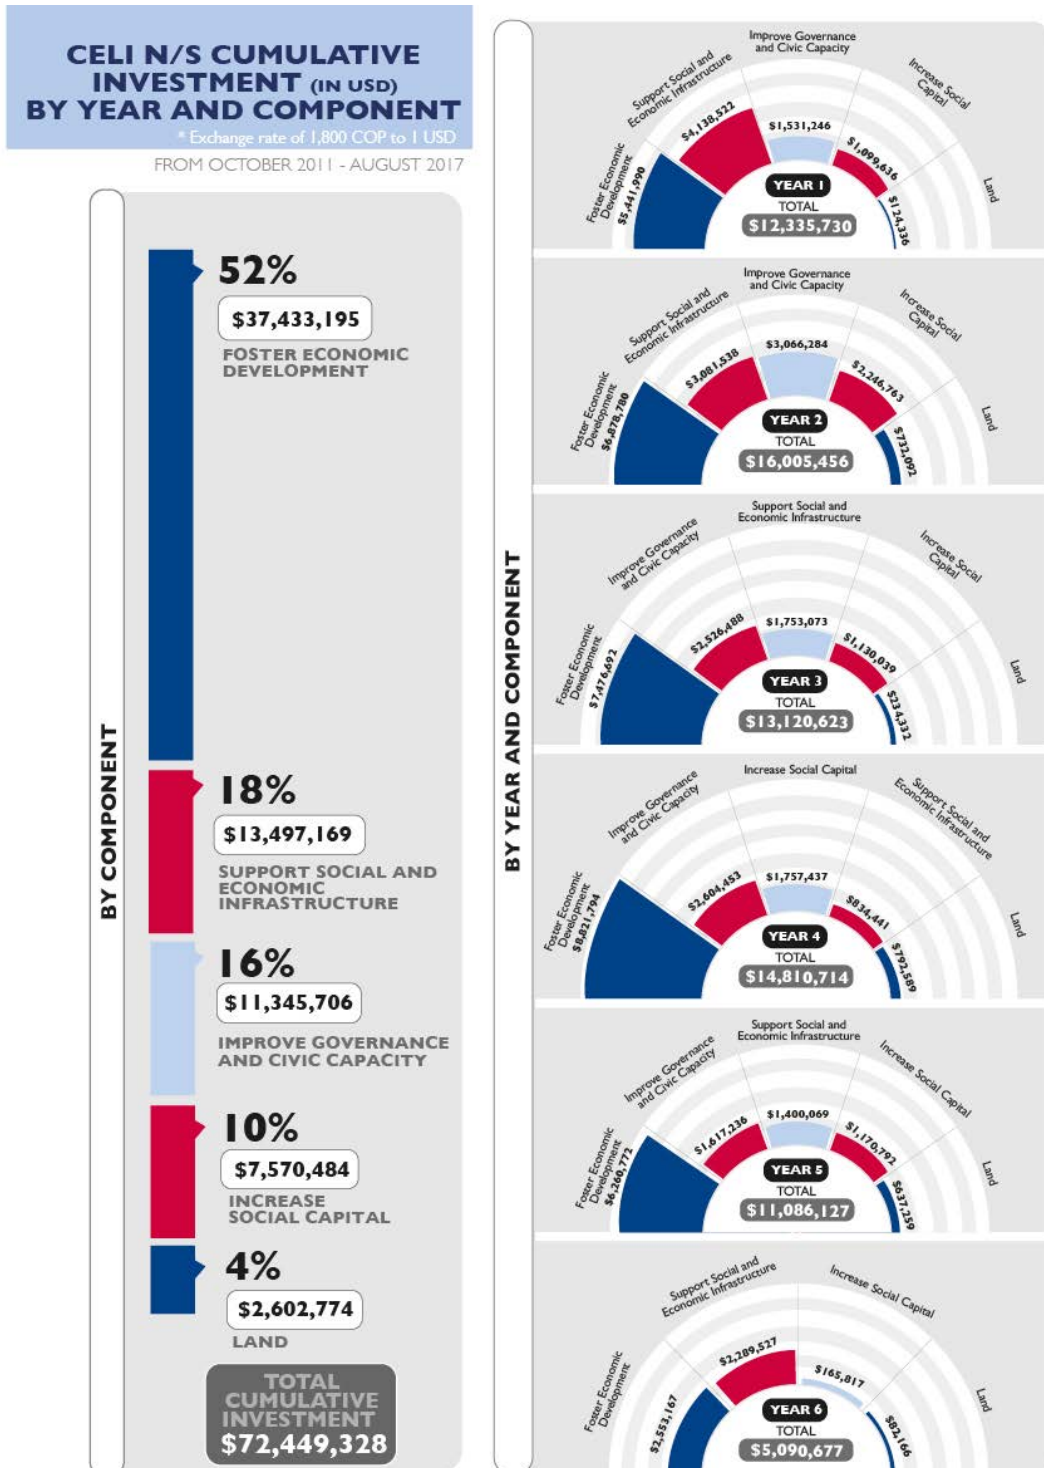 CELI N/S CUMULATIVE
INVESTMENT (IN USD)
BY YEAR AND COMPONENT
* Exchange rate of 1,800 COP to 1 USD
FROM OCTOBER 2011 - AUGUST 2017
BY COMPONENT
52%
$37,433,195
FOSTER ECONOMIC
DEVELOPMENT
18%
$13,497,169
SUPPORT SOCIAL AND
ECONOMIC
INFRASTRUCTURE
16%
$11,345,706
IMPROVE GOVERNANCE
AND CIVIC CAPACITY
10%
$7,570,484
INCREASE
SOCIAL CAPITAL
4%
$2,602,774
LAND
TOTAL
CUMULATIVE
INVESTMENT
$72,449,328
BY YEAR AND COMPONENT
Foster Economic
Development
$5,441,990
Support Social and
Economic Infrastructure
$4,138,522
Improve Governance
and Civic Capacity
$1,531,246
Increase Social
Capital
$1,099,636
Land
$124,336
YEAR 1
TOTAL
$12,335,730
Foster Economic
Development
$6,878,780
Support Social and
Economic Infrastructure
$3,081,538
Improve Governance
and Civic Capacity
$3,066,284
Increase Social
Capital
$2,246,763
Land
$732,092
YEAR 2
TOTAL
$16,005,456
Foster Economic
Development
$7,476,692
Improve Governance
and Civic Capacity
$2,526,488
Support Social and
Economic Infrastructure
$1,753,073
Increase Social
Capital
$1,130,039
Land
$234,332
YEAR 3
TOTAL
$13,120,623
Foster Economic
Development
$8,821,794
Improve Governance
and Civic Capacity
$2,604,453
Increase Social Capital
$1,757,437
Support Social and
Economic Infrastructure
$834,441
Land
$792,589
YEAR 4
TOTAL
$14,810,714
Foster Economic
Development
$6,260,772
Improve Governance
and Civic Capacity
$1,617,236
Support Social and
Economic Infrastructure
$1,400,069
Increase Social Capital
$1,170,792
Land
$637,259
YEAR 5
TOTAL
$11,086,127
Foster Economic
Development
$2,553,167
Support Social and
Economic Infrastructure
$2,289,527
Increase Social Capital
$165,817
Land
$82,166
YEAR 6
TOTAL
$5,090,677